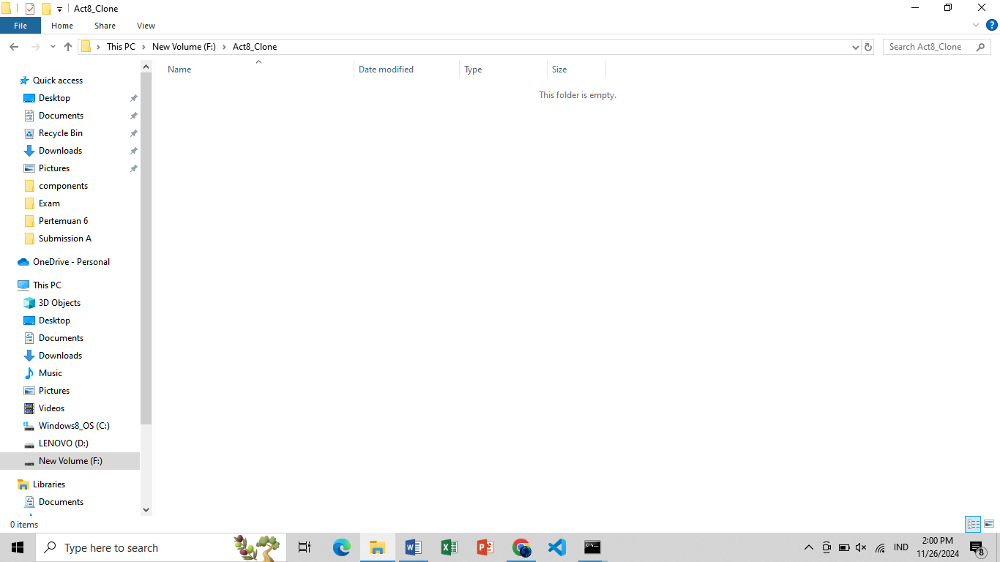 Act8_Clone
File Home Share View
This PC New Volume (F:) Act8_Clone
Search Act8_Clone
Name Date modified Type Size
This folder is empty.
Quick access
Desktop
Documents
Recycle Bin
Downloads
Pictures
components
Exam
Pertemuan 6
Submission A
OneDrive - Personal
This PC
3D Objects
Desktop
Documents
Downloads
Music
Pictures
Videos
Windows8_OS (C:)
LENOVO (D:)
New Volume (F:)
Libraries
Documents
0 items
Type here to search
IND
2:00 PM
11/26/2024
8